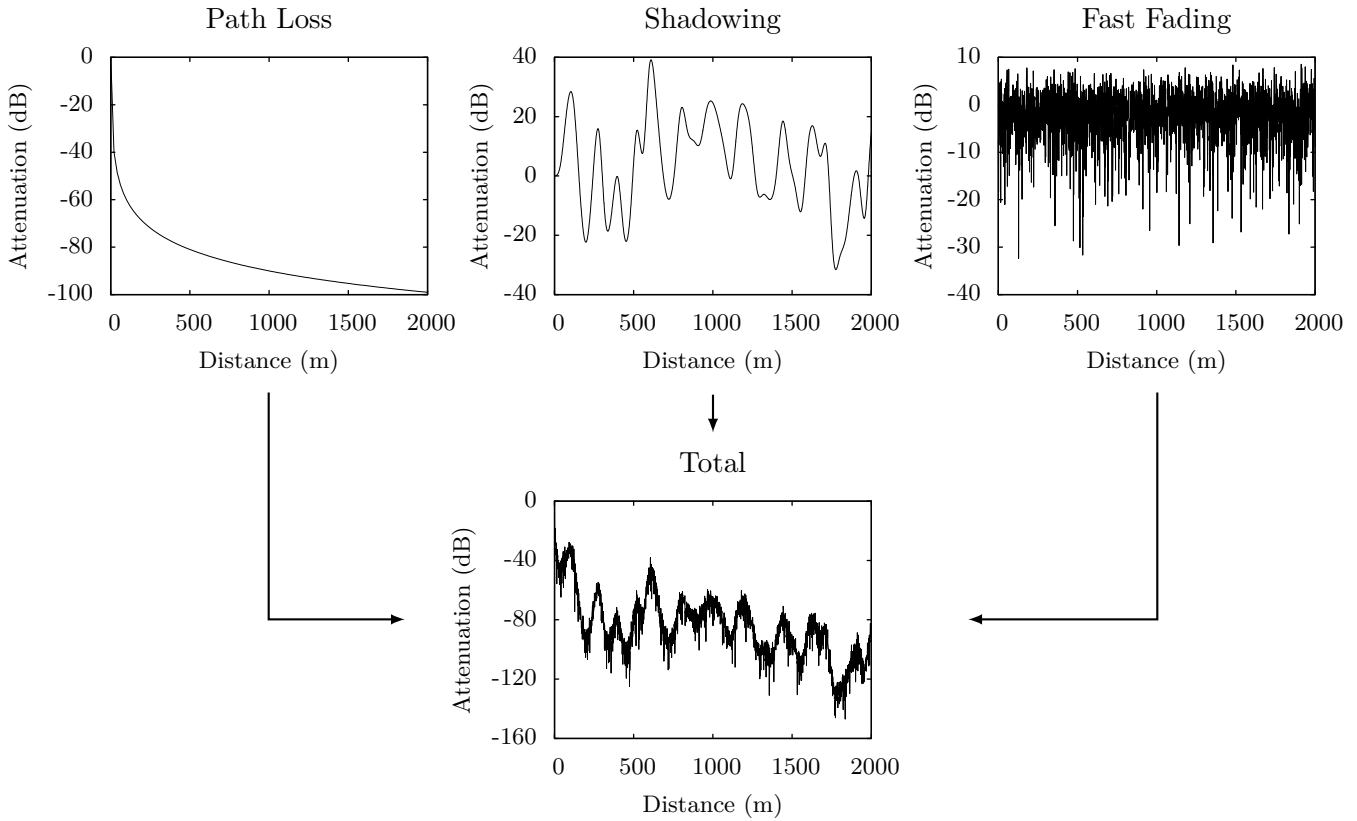 Path Loss
Shadowing
Fast Fading
Attenuation (dB)
0
-20
-40
-60
-80
-100
0 500 1000 1500 2000
Distance (m)
Attenuation (dB)
40
20
0
-20
-40
0 500 1000 1500 2000
Distance (m)
Attenuation (dB)
10
0
-10
-20
-30
-40
0 500 1000 1500 2000
Distance (m)
Total
Attenuation (dB)
0
-40
-80
-120
-160
0 500 1000 1500 2000
Distance (m)